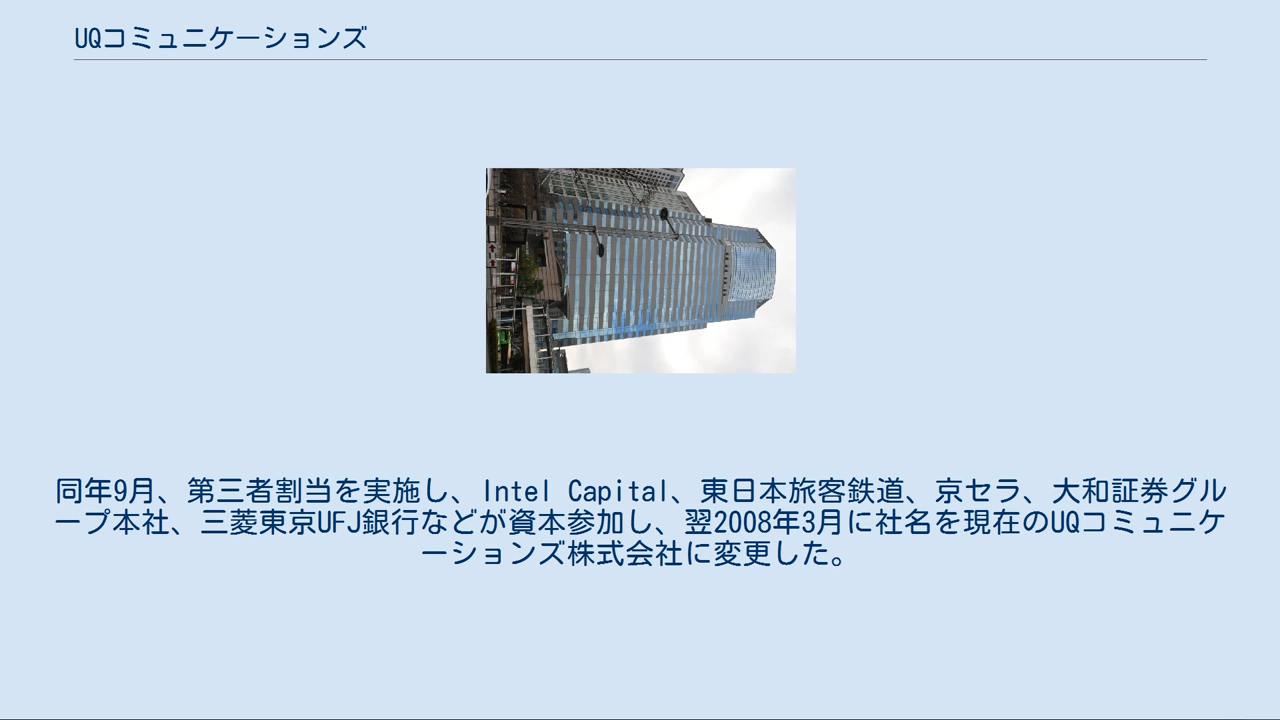 UQコミュニケーションズ
同年9月、第三者割当を実施し、Intel Capital、東日本旅客鉄道、京セラ、大和証券グル
ープ本社、三菱東京UFJ銀行などが資本参加し、翌2008年3月に社名を現在のUQコミュニケ
ーションズ株式会社に変更した。